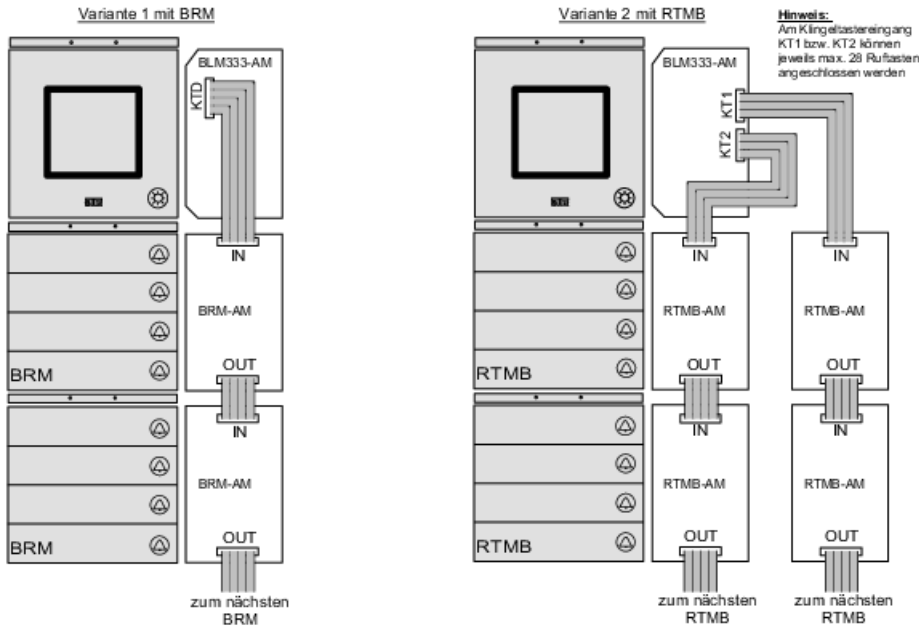 Variante 1 mit BRM
BLM333-AM
KTD
IN
BRM-AM
OUT
BRM
IN
BRM-AM
OUT
BRM
zum nächsten
BRM
Variante 2 mit RTMB
Hinweis:
Am Klingeltastereingang
KT1 bzw. KT2 können
jeweils max. 28 Ruftasten
angeschlossen werden
BLM333-AM
KT1
KT2
IN
IN
RTMB-AM
RTMB-AM
OUT
OUT
RTMB
IN
IN
RTMB-AM
RTMB-AM
OUT
OUT
RTMB
zum nächsten
RTMB
zum nächsten
RTMB